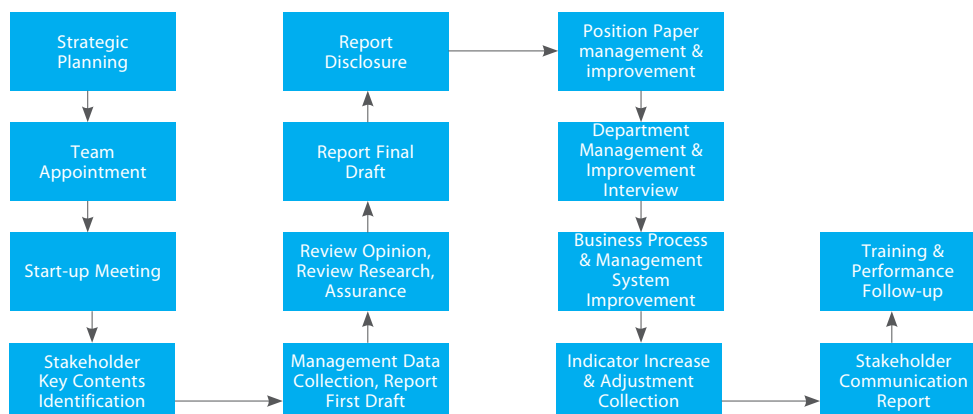 Strategic
Planning
Team
Appointment
Start-up Meeting
Stakeholder
Key Contents
Identification
Management Data
Collection, Report
First Draft
Review Opinion,
Review Research,
Assurance
Report Final
Draft
Report
Disclosure
Position Paper
management &
improvement
Department
Management &
Improvement
Interview
Business Process
& Management
System
Improvement
Indicator Increase
& Adjustment
Collection
Stakeholder
Communication
Report
Training &
Performance
Follow-up